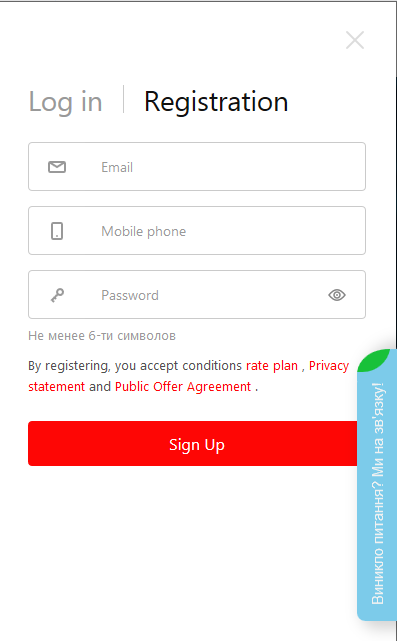 Log in
Registration
Email
Mobile phone
Password
Не менее 6-ти символов
By registering, you accept conditions rate plan , Privacy
statement and Public Offer Agreement .
Sign Up
Виникло питання? Ми на зв'язку!